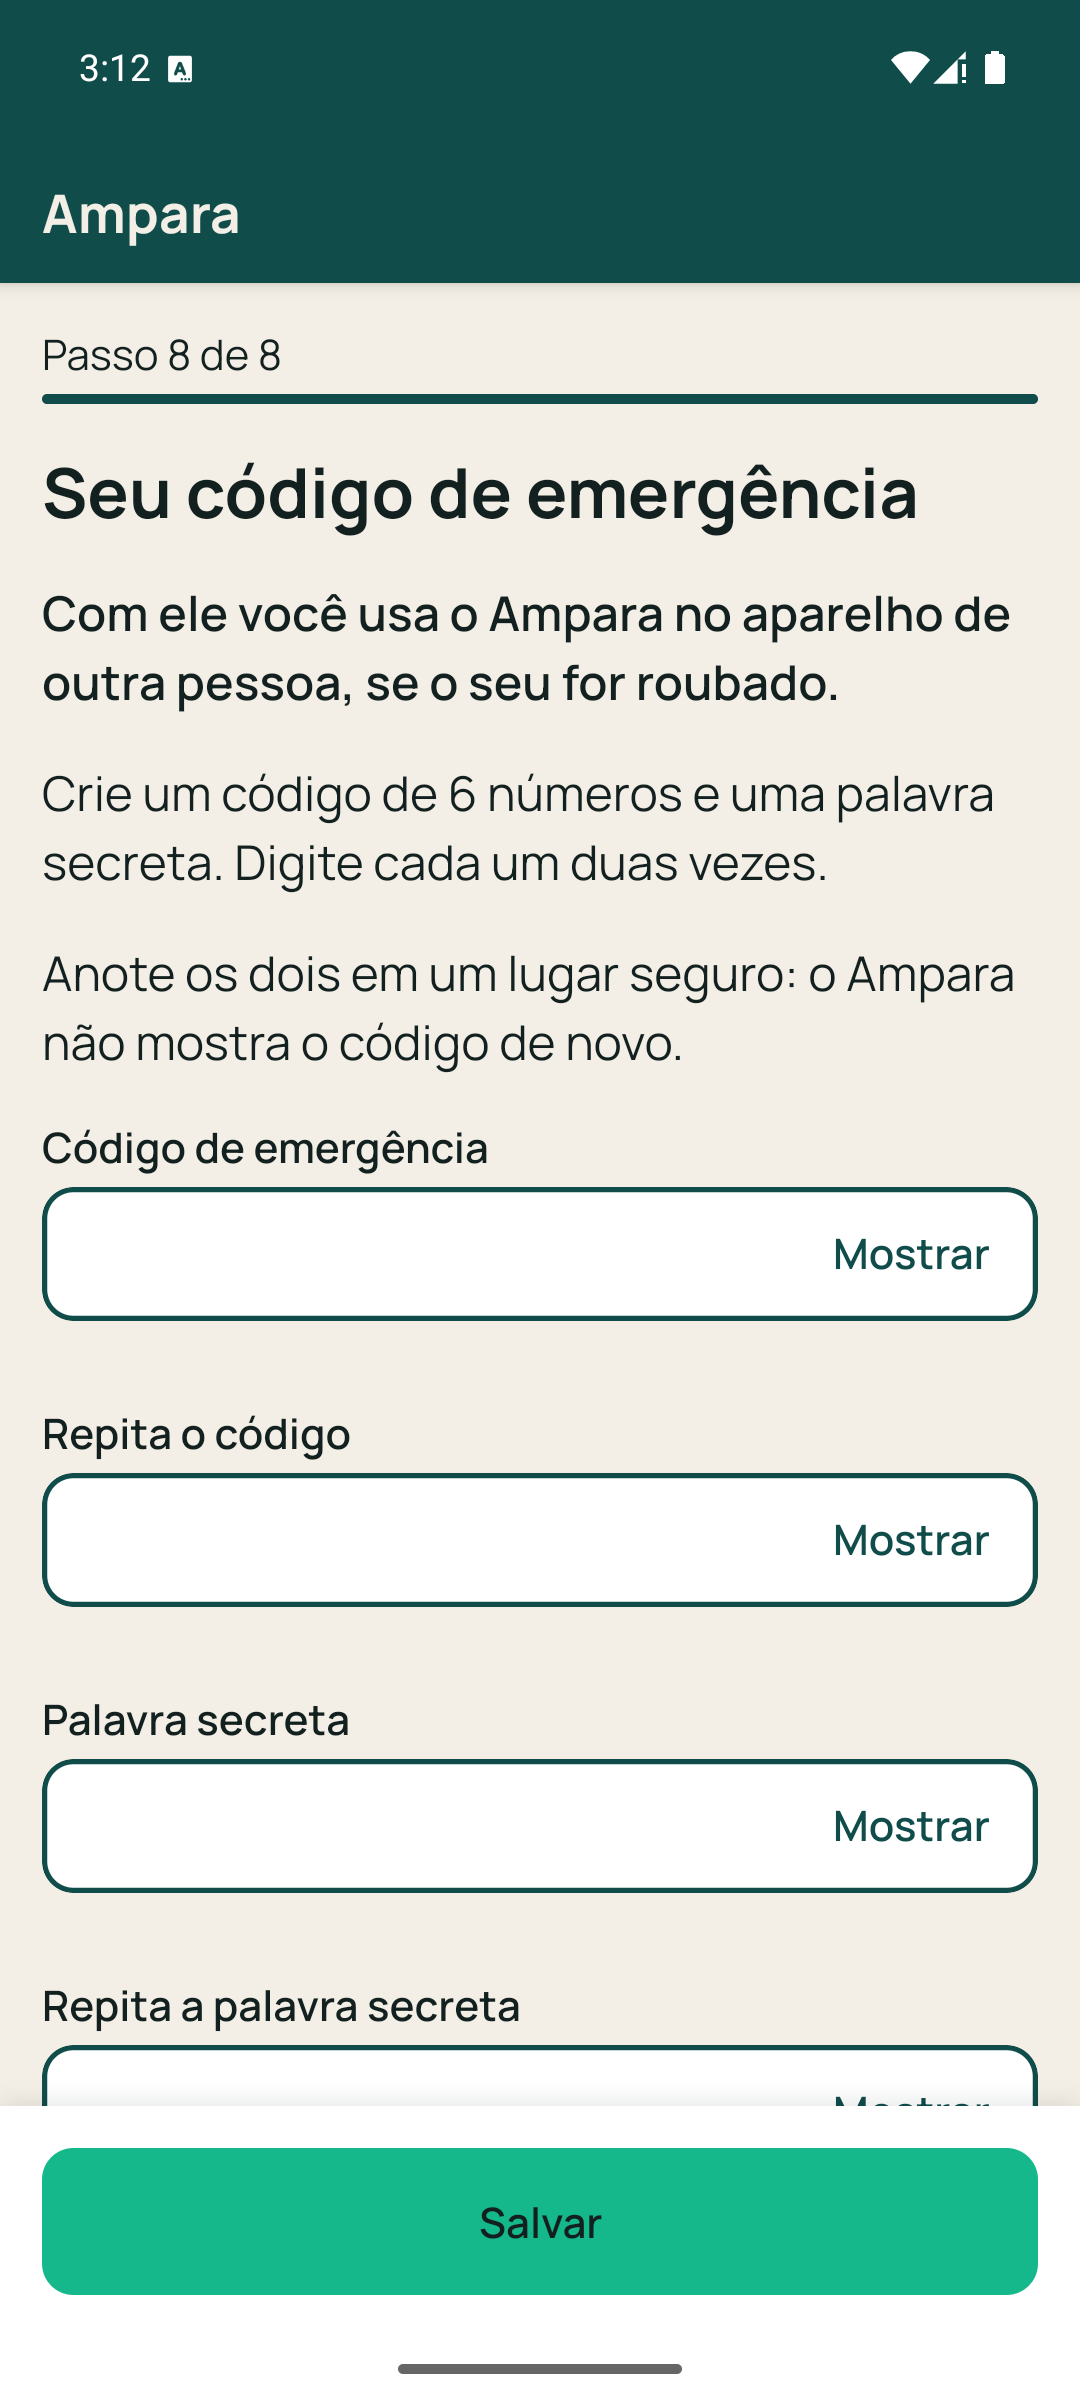 3:12
Ampara
Passo 8 de 8
Seu código de emergência
Com ele você usa o Ampara no aparelho de
outra pessoa, se o seu for roubado.
Crie um código de 6 números e uma palavra
secreta. Digite cada um duas vezes.
Anote os dois em um lugar seguro: o Ampara
não mostra o código de novo.
Código de emergência
Mostrar
Repita o código
Mostrar
Palavra secreta
Mostrar
Repita a palavra secreta
Mostrar
Salvar